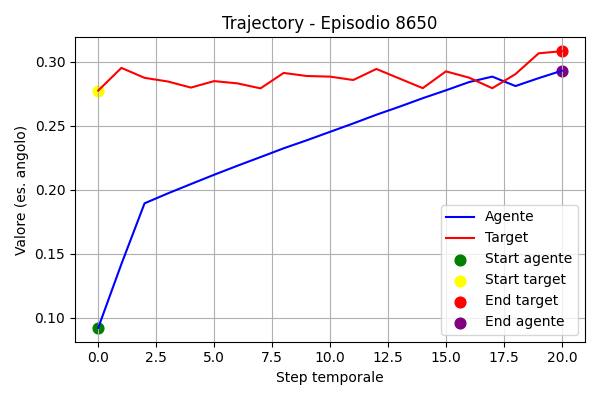 Trajectory - Episodio 8650
Valore (es. angolo)
0.30
0.25
0.20
0.15
0.10
Agente
Target
Start agente
Start target
End target
End agente
0.0 2.5 5.0 7.5 10.0 12.5 15.0 17.5 20.0
Step temporale